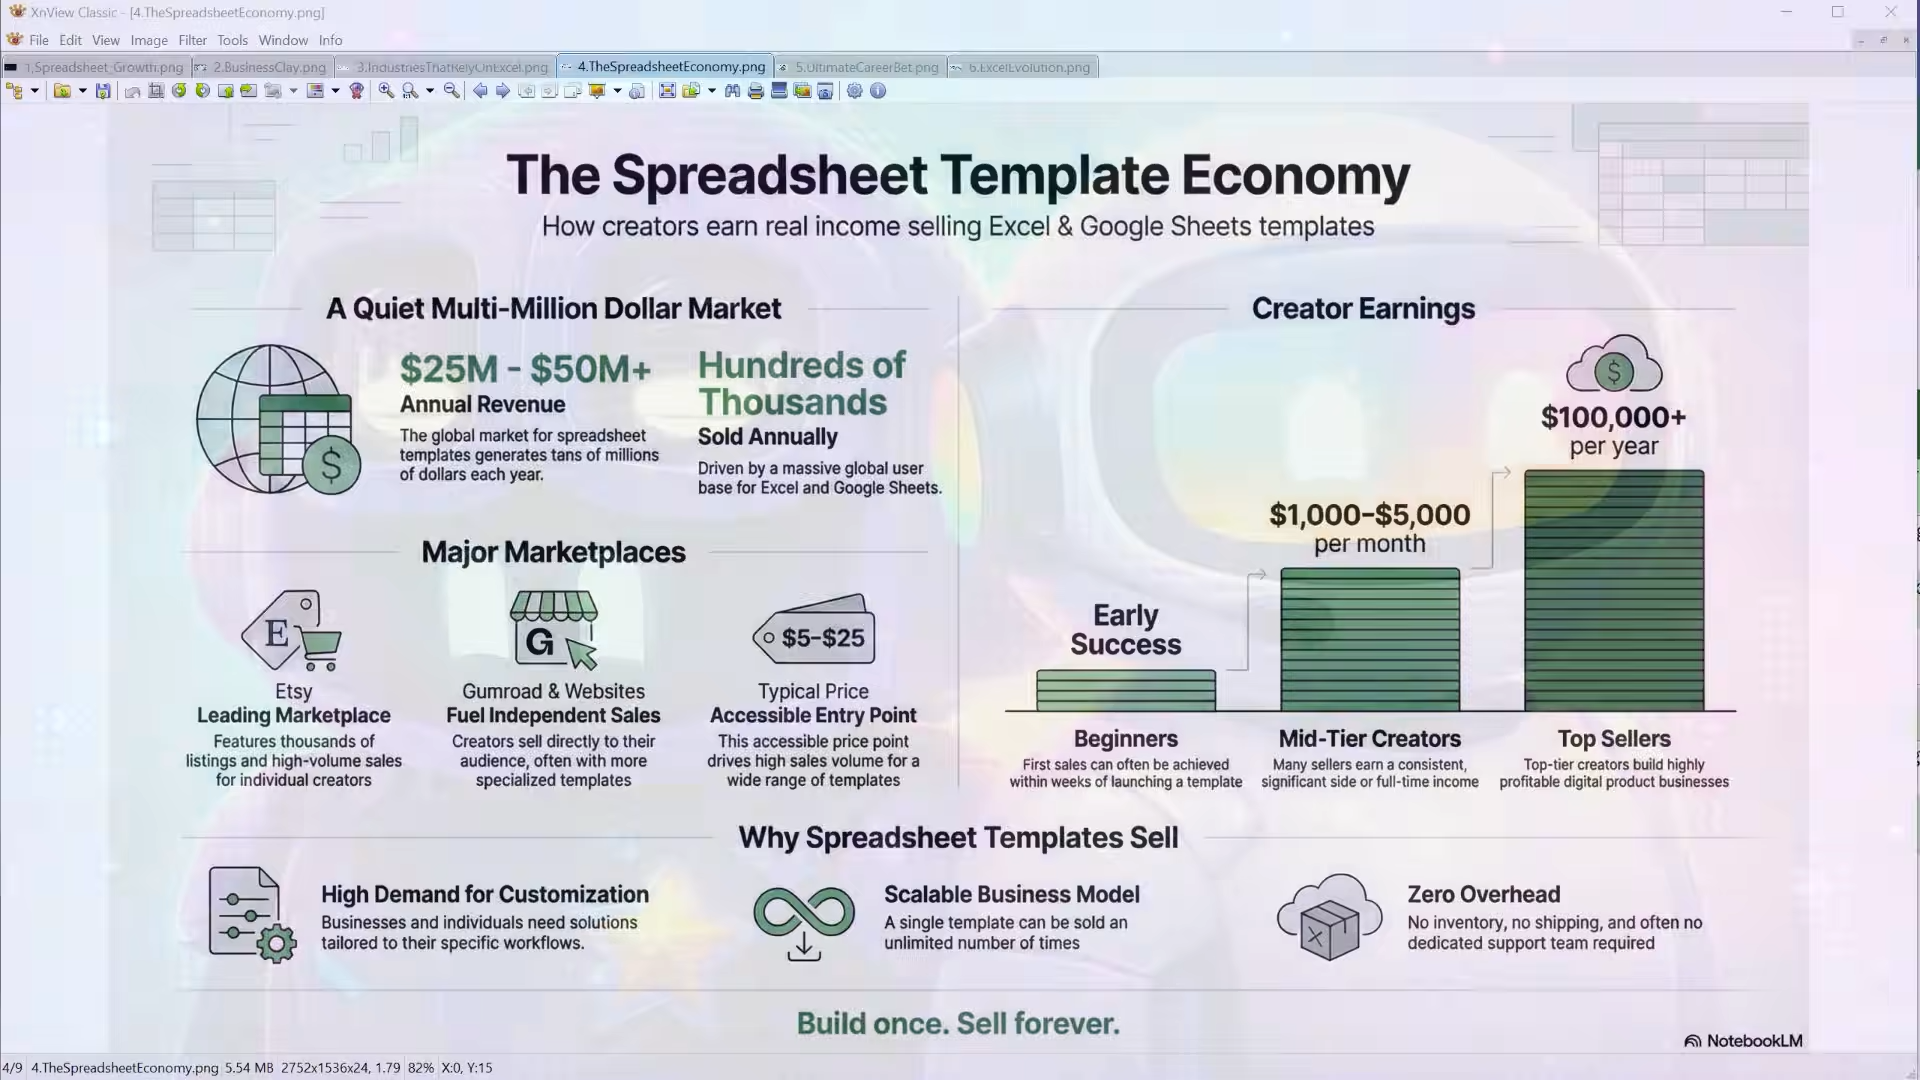 XnView Classic - [4.TheSpreadsheetEconomy.png]
File Edit View Image Filter Tools Window Info
1.Spreadsheet_Growth.png 2.BusinessClay.png 3.IndustriesThatRelyOnExcel.png 4.TheSpreadsheetEconomy.png 5.UltimateCareerBet.png 6.ExcelEvolution.png
The Spreadsheet Template Economy
How creators earn real income selling Excel & Google Sheets templates
A Quiet Multi-Million Dollar Market
$25M - $50M+
Annual Revenue
The global market for spreadsheet
templates generates tans of millions
of dollars each year.
Hundreds of
Thousands
Sold Annually
Driven by a massive global user
base for Excel and Google Sheets.
$
Major Marketplaces
E
Etsy
Leading Marketplace
Features thousands of
listings and high-volume sales
for individual creators
G
Gumroad & Websites
Fuel Independent Sales
Creators sell directly to their
audience, often with more
specialized templates
$5-$25
Typical Price
Accessible Entry Point
This accessible price point
drives high sales volume for a
wide range of templates
Creator Earnings
Early
Success
Beginners
First sales can often be achieved
within weeks of launching a template
$1,000-$5,000
per month
Mid-Tier Creators
Many sellers earn a consistent,
significant side or full-time income
$
$100,000+
per year
Top Sellers
Top-tier creators build highly
profitable digital product businesses
Why Spreadsheet Templates Sell
High Demand for Customization
Businesses and individuals need solutions
tailored to their specific workflows.
Scalable Business Model
A single template can be sold an
unlimited number of times
X
Zero Overhead
No inventory, no shipping, and often no
dedicated support team required
Build once. Sell forever.
NotebookLM
4/9 4.TheSpreadsheetEconomy.png 5.54 MB 2752x1536x24, 1.79 82% X:0, Y:15